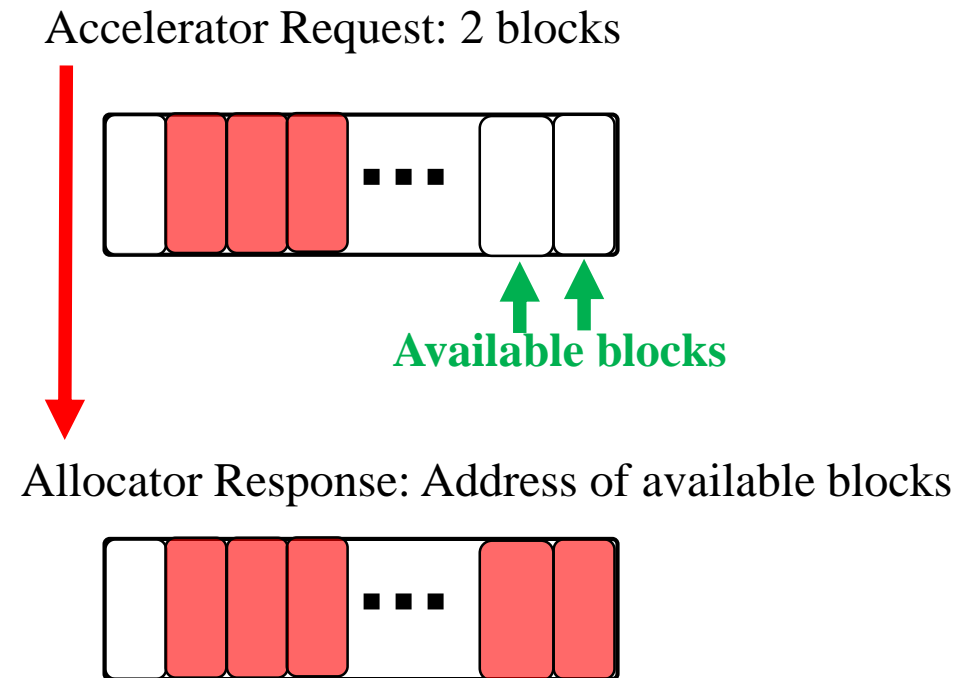 Accelerator Request: 2 blocks
Available blocks
Allocator Response: Address of available blocks